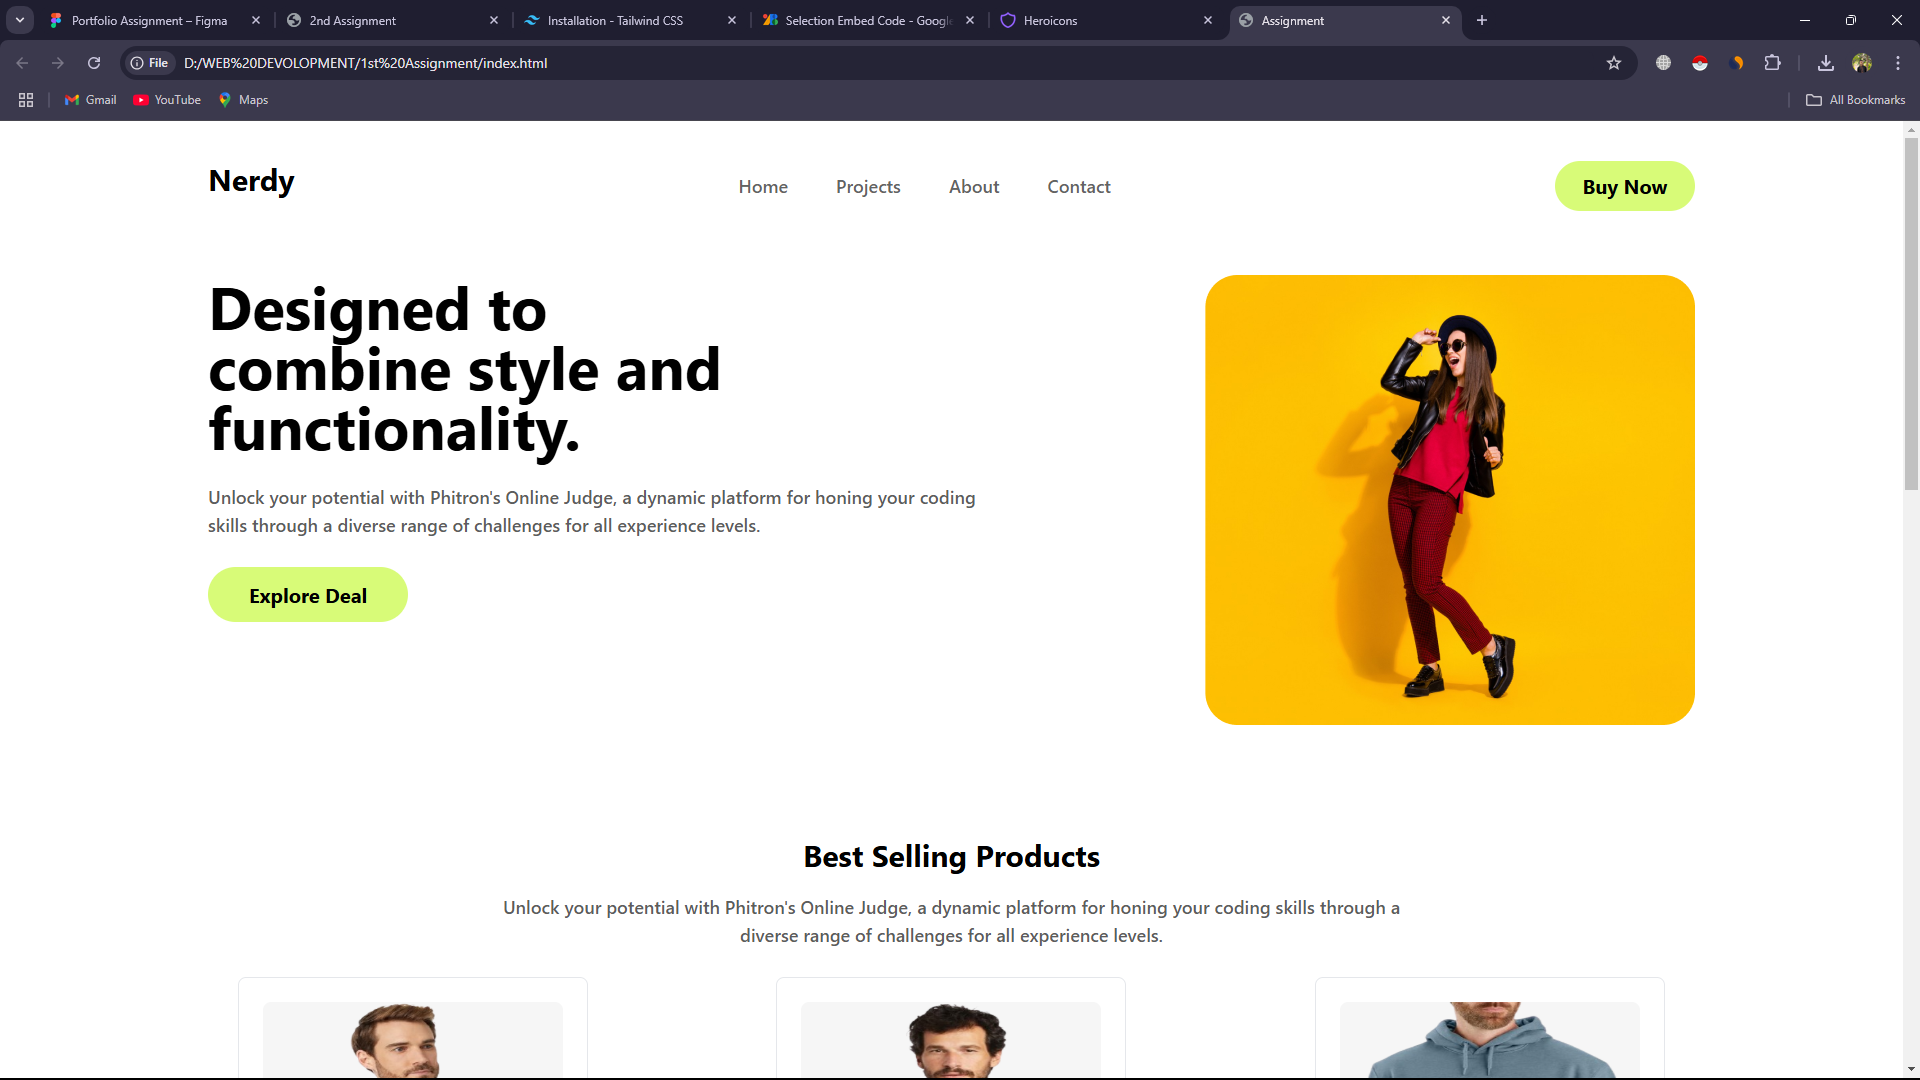 Portfolio Assignment – Figma
2nd Assignment
Installation - Tailwind CSS
Selection Embed Code - Google
Heroicons
Assignment
File
D:/WEB%20DEVOLOPMENT/1st%20Assignment/index.html
Gmail
YouTube
Maps
All Bookmarks
Nerdy
Home
Projects
About
Contact
Buy Now
Designed to
combine style and
functionality.
Unlock your potential with Phitron's Online Judge, a dynamic platform for honing your coding
skills through a diverse range of challenges for all experience levels.
Explore Deal
Best Selling Products
Unlock your potential with Phitron's Online Judge, a dynamic platform for honing your coding skills through a
diverse range of challenges for all experience levels.